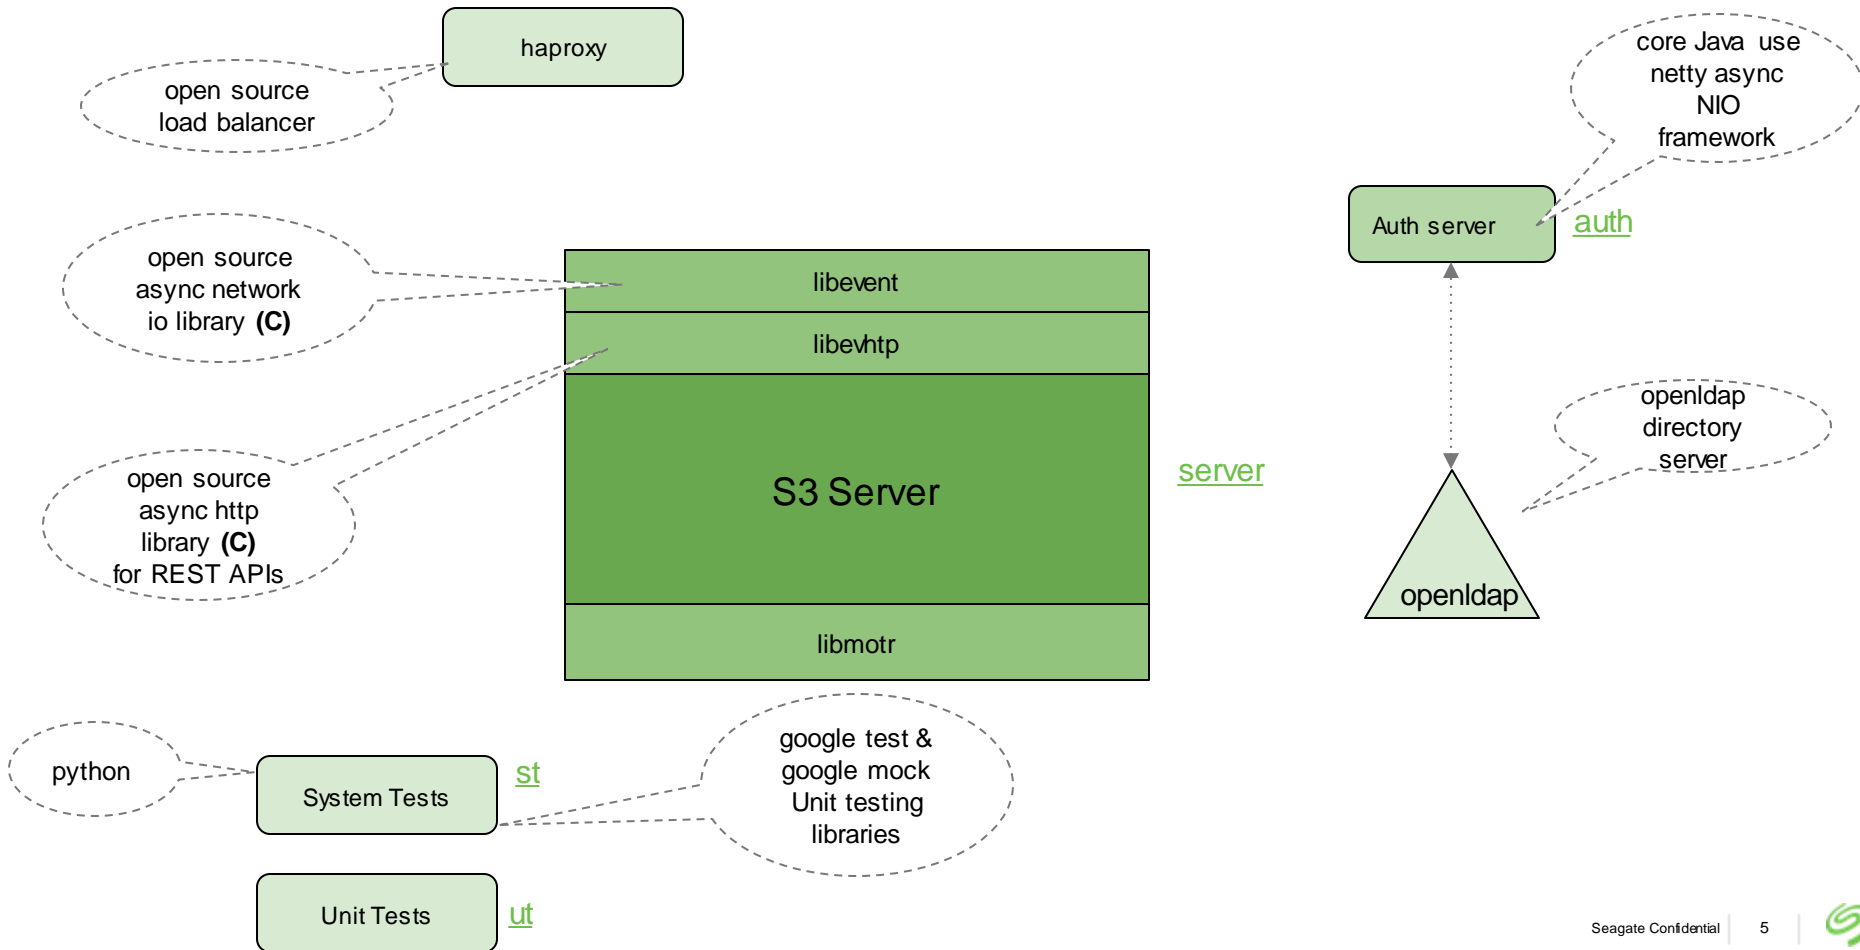 haproxy
open source
load balancer
core Java use
netty async
NIO
framework
Auth server
auth
open source
async network
io library (C)
libevent
libevhtp
open source
async http
library (C)
for REST APIs
S3 Server
server
openldap
directory
server
openldap
libmotr
python
System Tests
st
google test &
google mock
Unit testing
libraries
Unit Tests
ut
Seagate Confidential
5